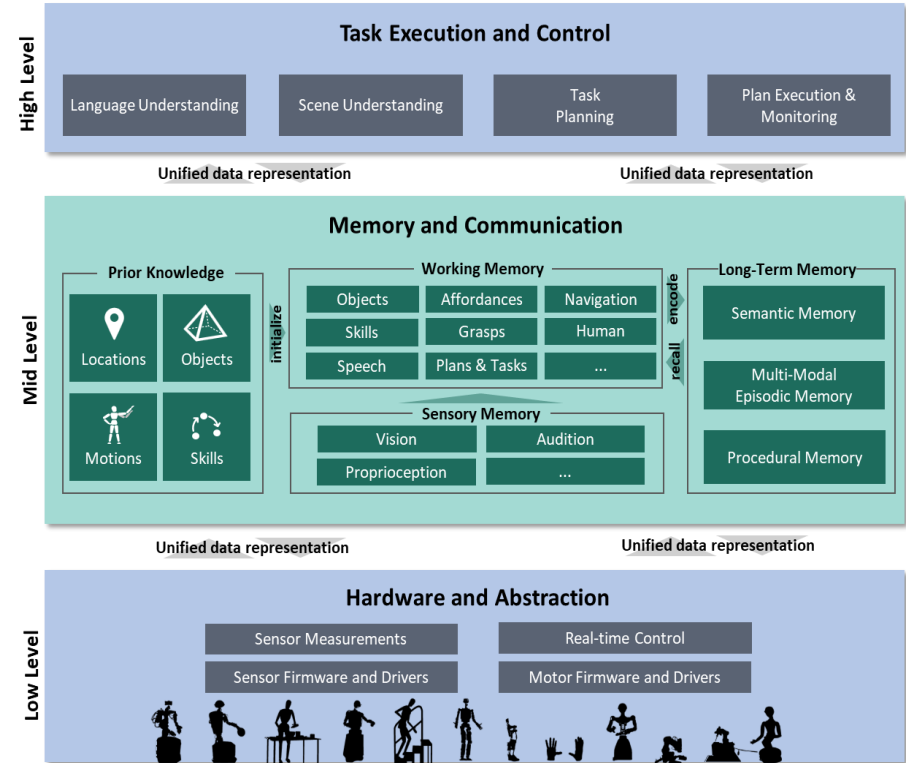 High Level
Task Execution and Control
Language Understanding
Scene Understanding
Task
Planning
Plan Execution &
Monitoring
Unified data representation
Unified data representation
Mid Level
Memory and Communication
Prior Knowledge
Locations
Objects
Motions
Skills
initialize
Working Memory
Objects
Affordances
Navigation
Skills
Grasps
Human
Speech
Plans & Tasks
...
Sensory Memory
Vision
Audition
Proprioception
...
encode
recall
Long-Term Memory
Semantic Memory
Multi-Modal
Episodic Memory
Procedural Memory
Unified data representation
Unified data representation
Low Level
Hardware and Abstraction
Sensor Measurements
Real-time Control
Sensor Firmware and Drivers
Motor Firmware and Drivers